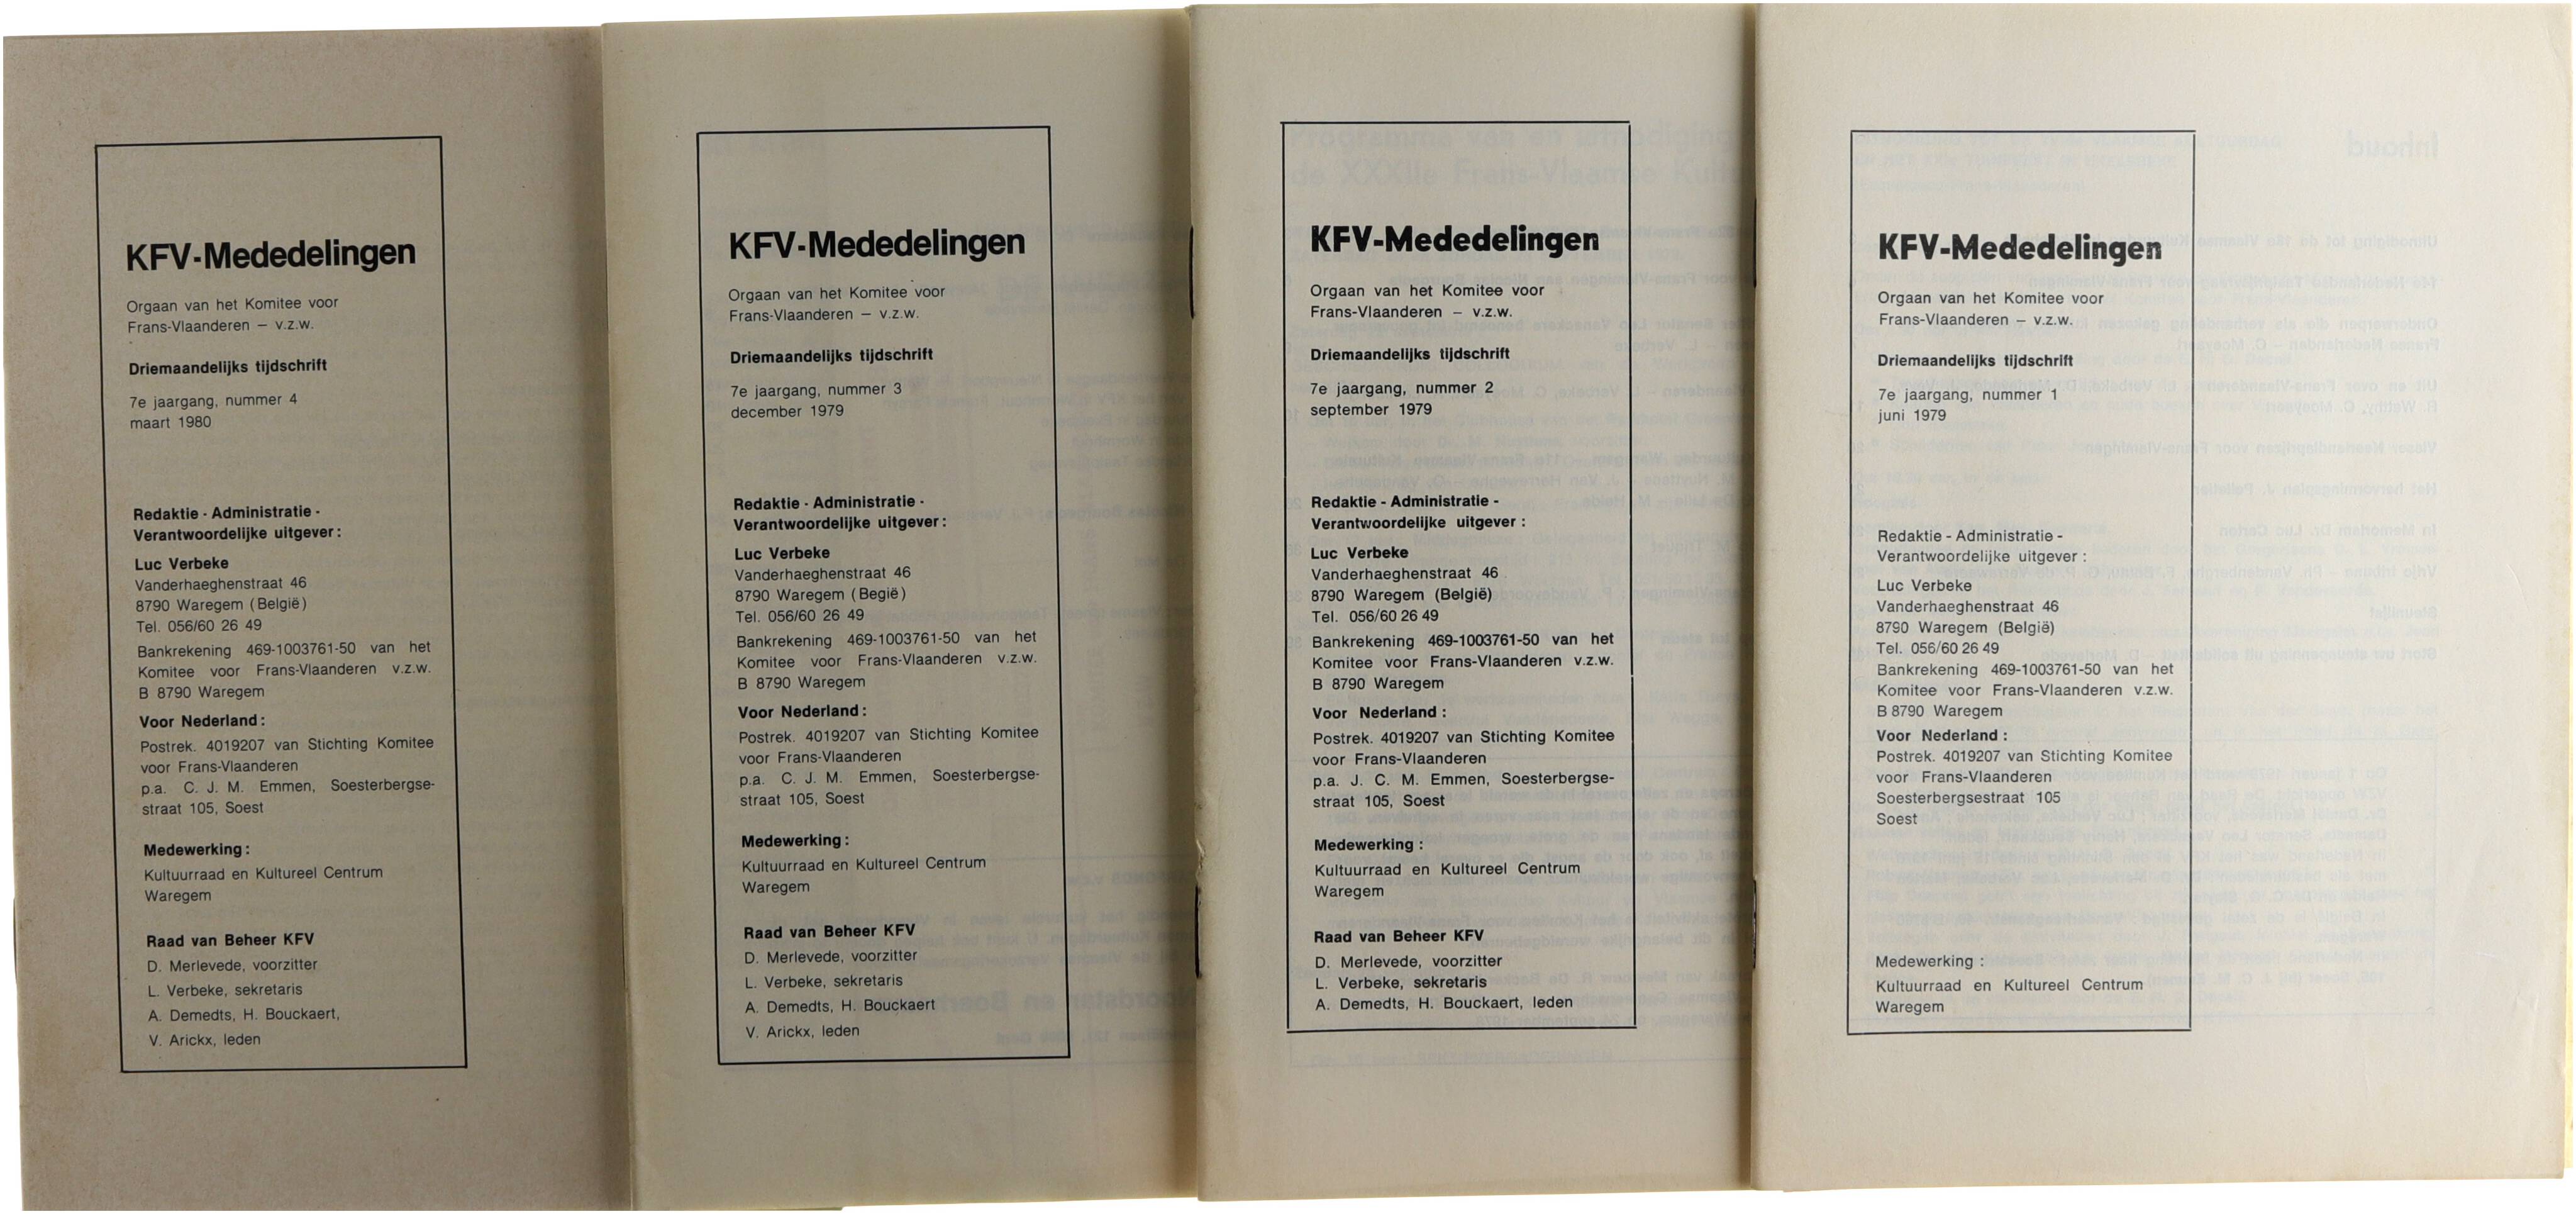 KFV-Mededelingen
Orgaan van het Komitee voor
Frans-Vlaanderen – v.z.w.
Driemaandelijks tijdschrift
7e jaargang, nummer 4
maart 1980
Redaktie - Administratie -
Verantwoordelijke uitgever :
Luc Verbeke
Vanderhaeghenstraat 46
8790 Waregem (België)
Tel. 056/60 26 49
Bankrekening 469-1003761-50 van het
Komitee voor Frans-Vlaanderen v.z.w.
B 8790 Waregem
Voor Nederland :
Postrek. 4019207 van Stichting Komitee
voor Frans-Vlaanderen
p.a. C. J. M. Emmen, Soesterbergse-
straat 105, Soest
Medewerking :
Kultuurraad en Kultureel Centrum
Waregem
Raad van Beheer KFV
D. Merlevede, voorzitter
L. Verbeke, sekretaris
A. Demedts, H. Bouckaert,
V. Arickx, leden
KFV-Mededelingen
Orgaan van het Komitee voor
Frans-Vlaanderen – v.z.w.
Driemaandelijks tijdschrift
7e jaargang, nummer 3
december 1979
Redaktie - Administratie -
Verantwoordelijke uitgever :
Luc Verbeke
Vanderhaeghenstraat 46
8790 Waregem (Begië)
Tel. 056/60 26 49
Bankrekening 469-1003761-50 van het
Komitee voor Frans-Vlaanderen v.z.w.
B 8790 Waregem
Voor Nederland :
Postrek. 4019207 van Stichting Komitee
voor Frans-Vlaanderen
p.a. C. J. M. Emmen, Soesterbergse-
straat 105, Soest
Medewerking :
Kultuurraad en Kultureel Centrum
Waregem
Raad van Beheer KFV
D. Merlevede, voorzitter
L. Verbeke, sekretaris
A. Demedts, H. Bouckaert
V. Arickx, leden
KFV-Mededelingen
Orgaan van het Komitee voor
Frans-Vlaanderen – v.z.w.
Driemaandelijks tijdschrift
7e jaargang, nummer 2
september 1979
Redaktie - Administratie -
Verantwoordelijke uitgever :
Luc Verbeke
Vanderhaeghenstraat 46
8790 Waregem (België)
Tel. 056/60 26 49
Bankrekening 469-1003761-50 van het
Komitee voor Frans-Vlaanderen v.z.w.
B 8790 Waregem
Voor Nederland :
Postrek. 4019207 van Stichting Komitee
voor Frans-Vlaanderen
p.a. J. C. M. Emmen, Soesterbergse-
straat 105, Soest
Medewerking :
Kultuurraad en Kultureel Centrum
Waregem
Raad van Beheer KFV
D. Merlevede, voorzitter
L. Verbeke, sekretaris
A. Demedts, H. Bouckaert, leden
KFV-Mededelingen
Orgaan van het Komitee voor
Frans-Vlaanderen – v.z.w.
Driemaandelijks tijdschrift
7e jaargang, nummer 1
juni 1979
Redaktie - Administratie -
Verantwoordelijke uitgever :
Luc Verbeke
Vanderhaeghenstraat 46
8790 Waregem (België)
Tel. 056/60 26 49
Bankrekening 469-1003761-50 van het
Komitee voor Frans-Vlaanderen v.z.w.
B 8790 Waregem
Voor Nederland :
Postrek. 4019207 van Stichting Komitee
voor Frans-Vlaanderen
Soesterbergsestraat 105
Soest
Medewerking :
Kultuurraad en Kultureel Centrum
Waregem